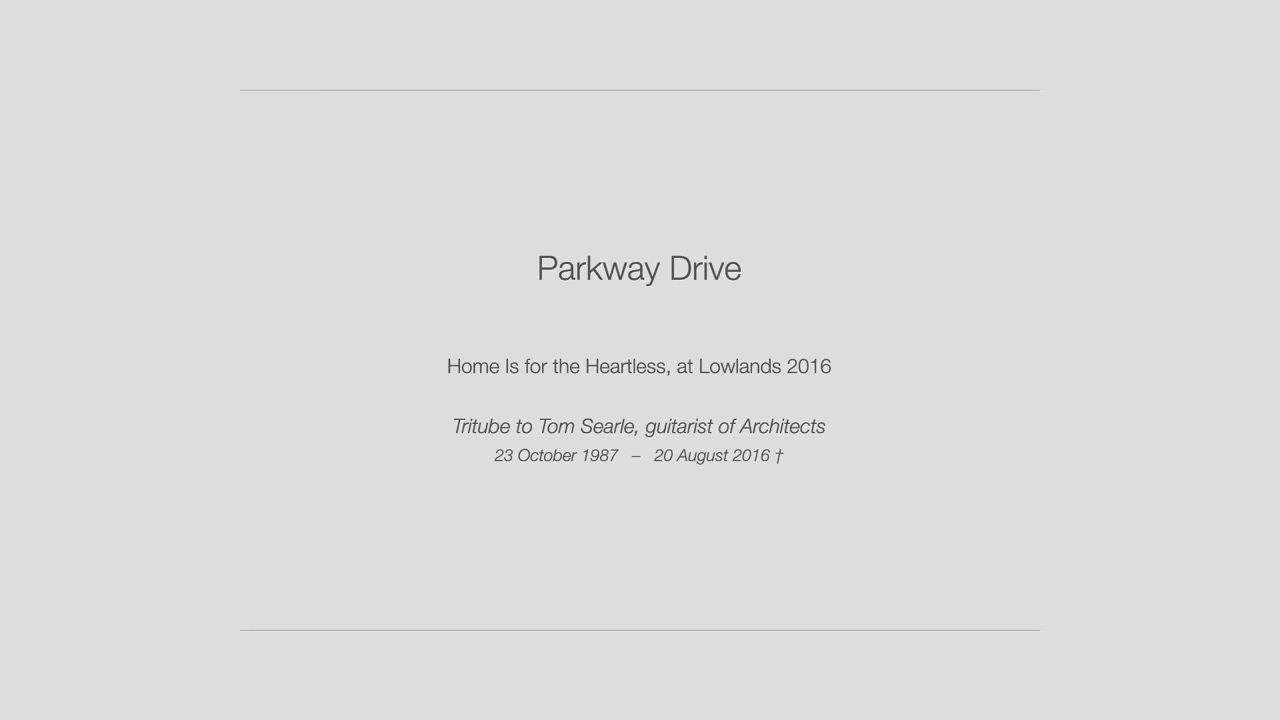 Parkway Drive
Home Is for the Heartless, at Lowlands 2016
Tritube to Tom Searle, guitarist of Architects
23 October 1987 – 20 August 2016 †